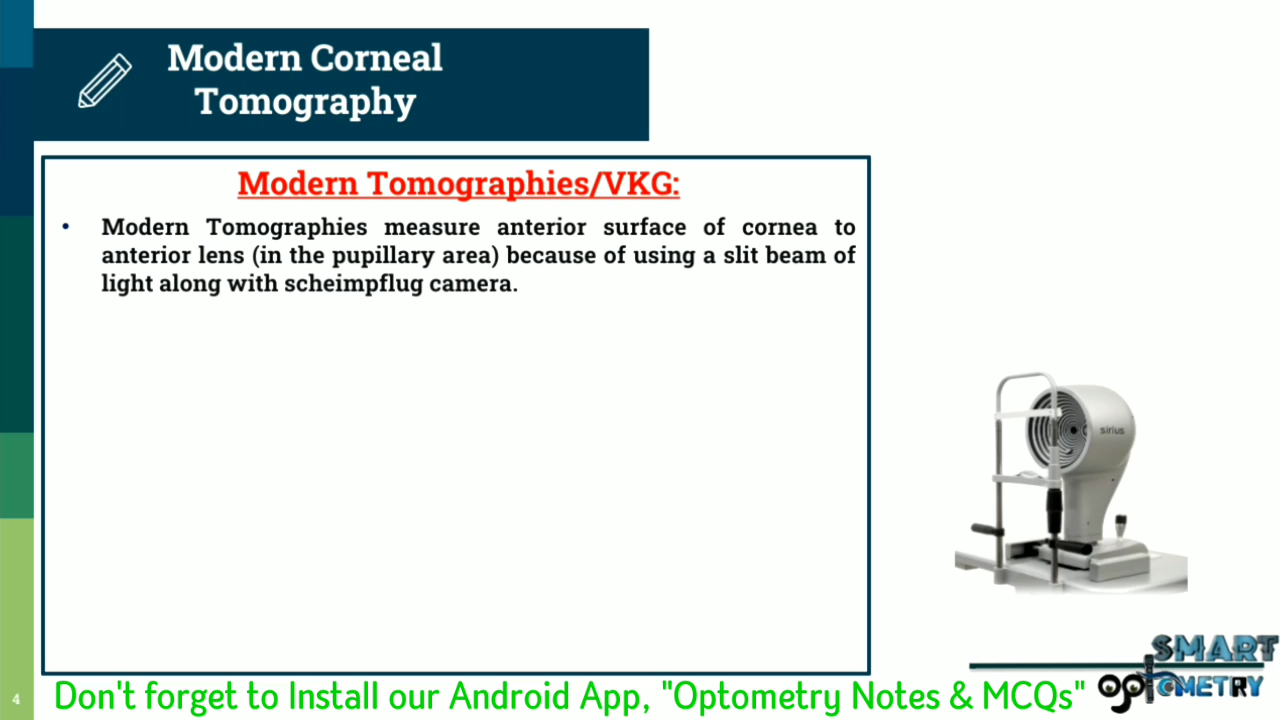 Modern Corneal
Tomography
Modern Tomographies/VKG:
• Modern Tomographies measure anterior surface of cornea to
anterior lens (in the pupillary area) because of using a slit beam of
light along with scheimpflug camera.
sirius
SMART
OPTOMETRY
4
Don't forget to Install our Android App, "Optometry Notes & MCQs"